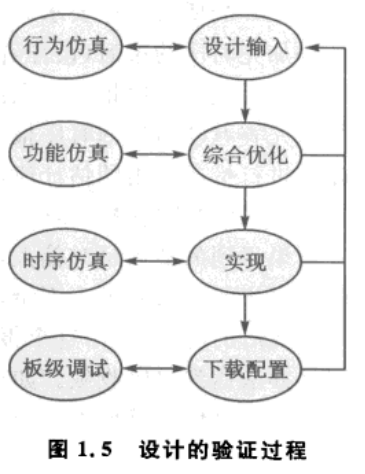 行为仿真 设计输入
功能仿真 综合优化
时序仿真 实现
板级调试 下载配置
图 1.5 设计的验证过程